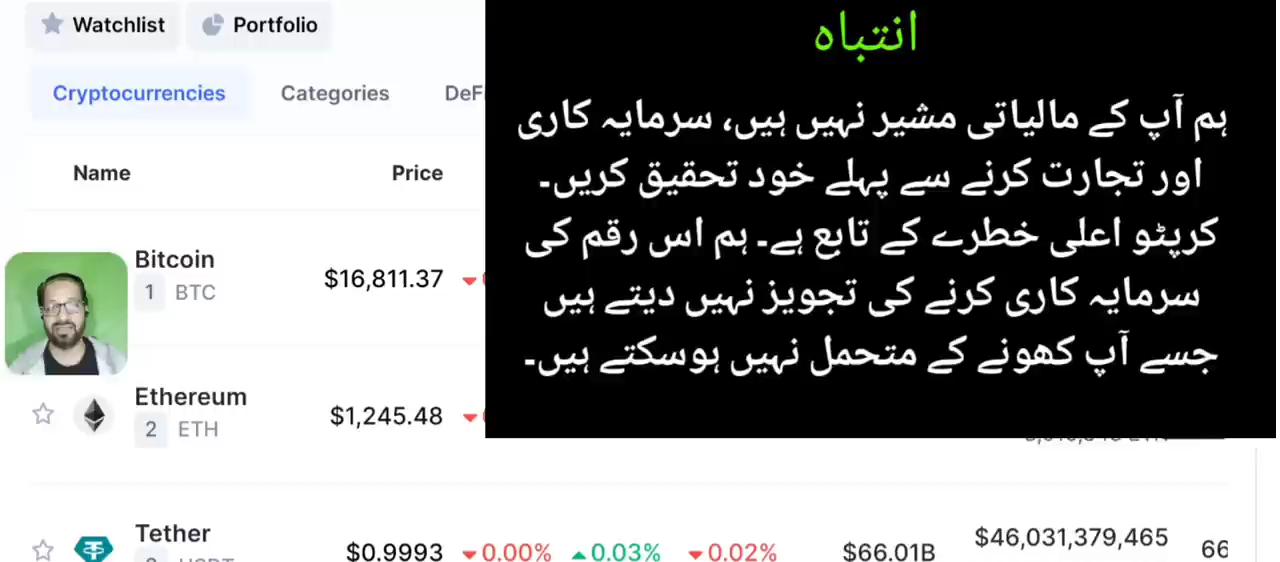 Watchlist Portfolio
Cryptocurrencies Categories DeF
Name Price
Bitcoin
1 BTC $16,811.37
Ethereum
2 ETH $1,245.48
Tether
$0.9993 0.00% 0.03% 0.02% $66.01B $46,031,379,465 66
انتباہ
ہم آپ کے مالیاتی مشیر نہیں ہیں، سرمایہ کاری
اور تجارت کرنے سے پہلے خود تحقیق کریں۔
کرپٹو اعلی خطرے کے تابع ہے۔ ہم اس رقم کی
سرمایہ کاری کرنے کی تجویز نہیں دیتے ہیں
جسے آپ کھونے کے متحمل نہیں ہوسکتے ہیں۔